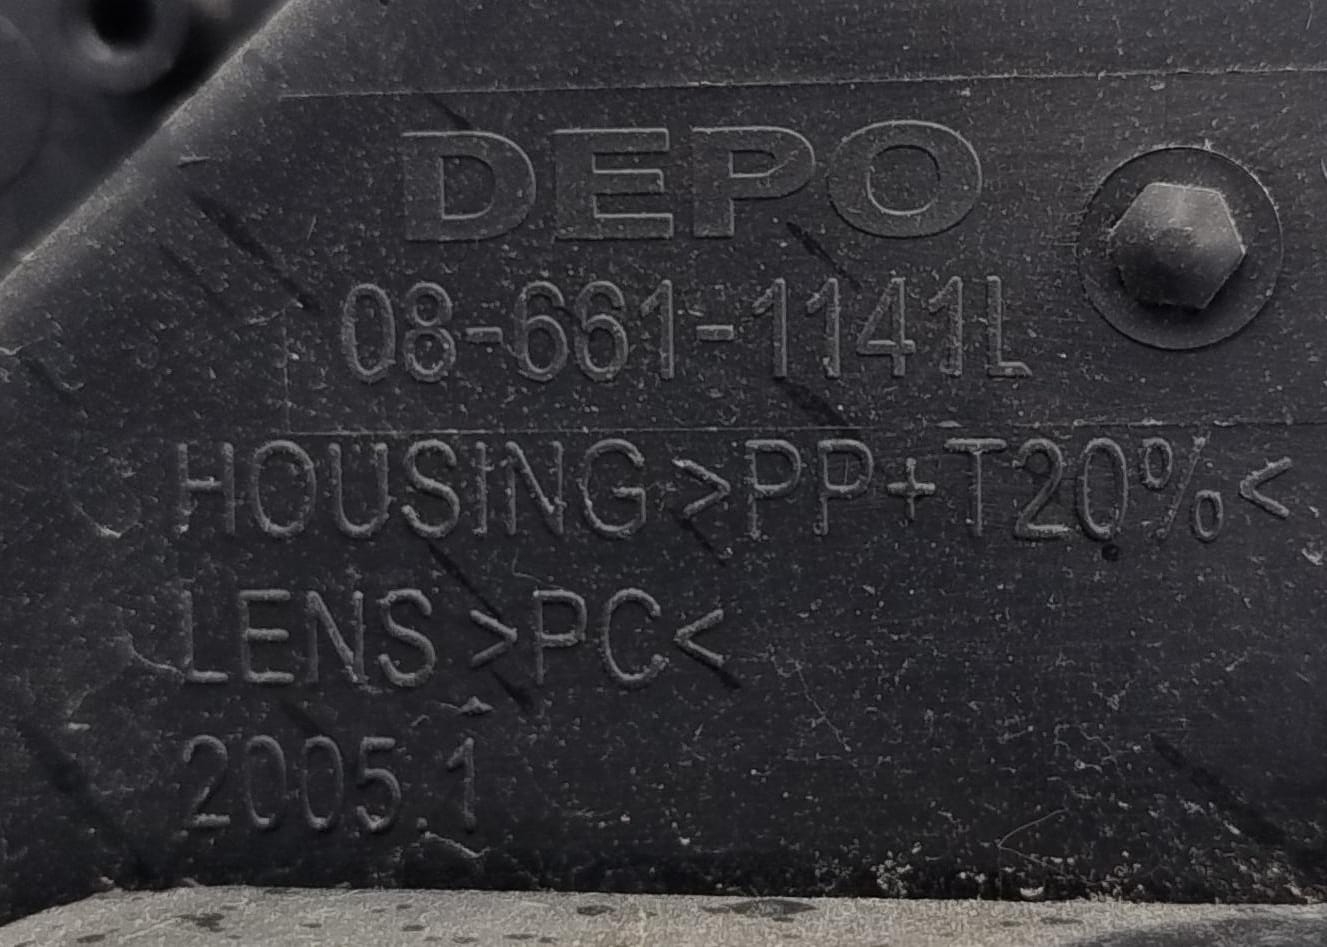 DEPO
08-661-1141L
HOUSING>PP+T20%<
LENS>PC<
2005.1